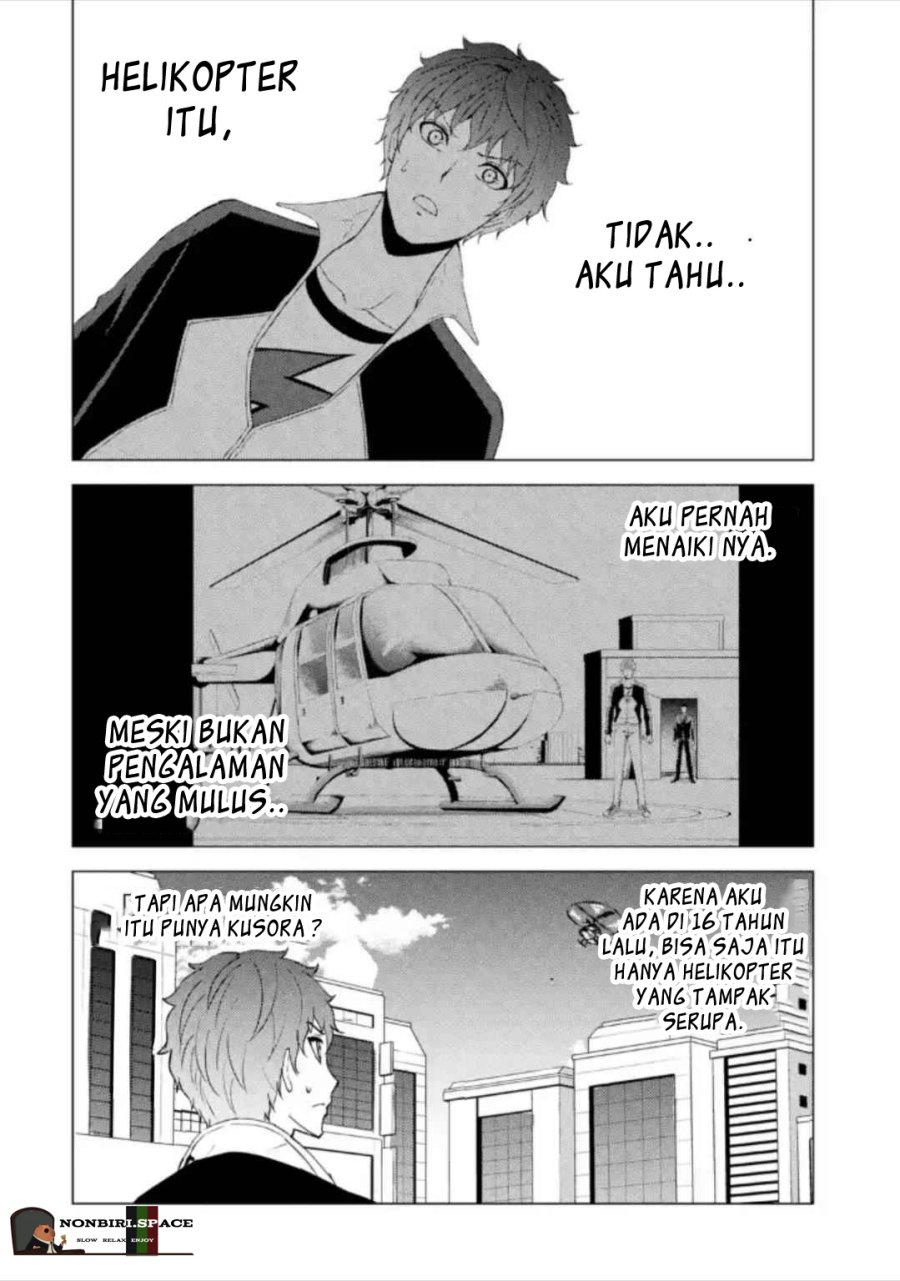 HELIKOPTER
ITU,
TIDAK..
AKU TAHU..
AKU PERNAH
MENAIKI NYA.
MESKI BUKAN
PENGALAMAN
YANG MULUS..
TAPI APA MUNGKIN
ITU PUNYA KUSORA ?
KARENA AKU
ADA DI 16 TAHUN
LALU, BISA SAJA ITU
HANYA HELIKOPTER
YANG TAMPAK
SERUPA.
NONBIRI.SPACE
SLOW RELAX ENJOY